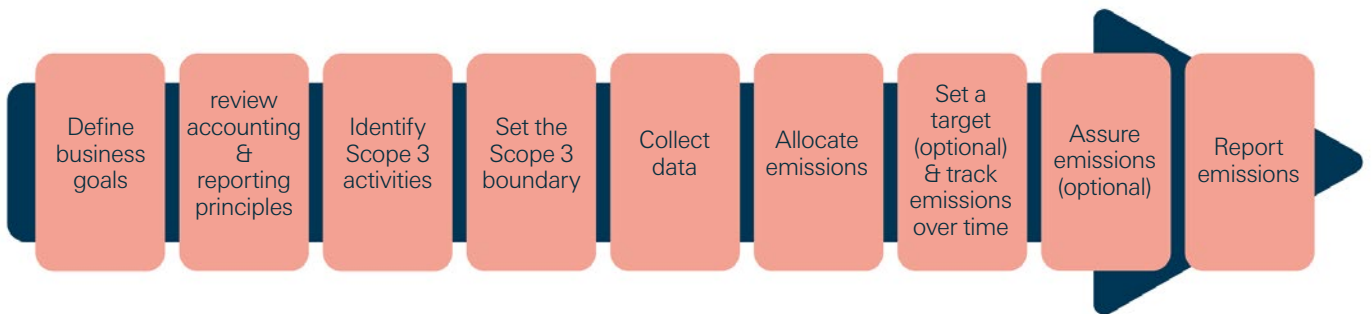 Define
business
goals
review
accounting
&
reporting
principles
Identify
Scope 3
activities
Set the
Scope 3
boundary
Collect
data
Allocate
emissions
Set a
target
(optional)
& track
emissions
over time
Assure
emissions
(optional)
Report
emissions